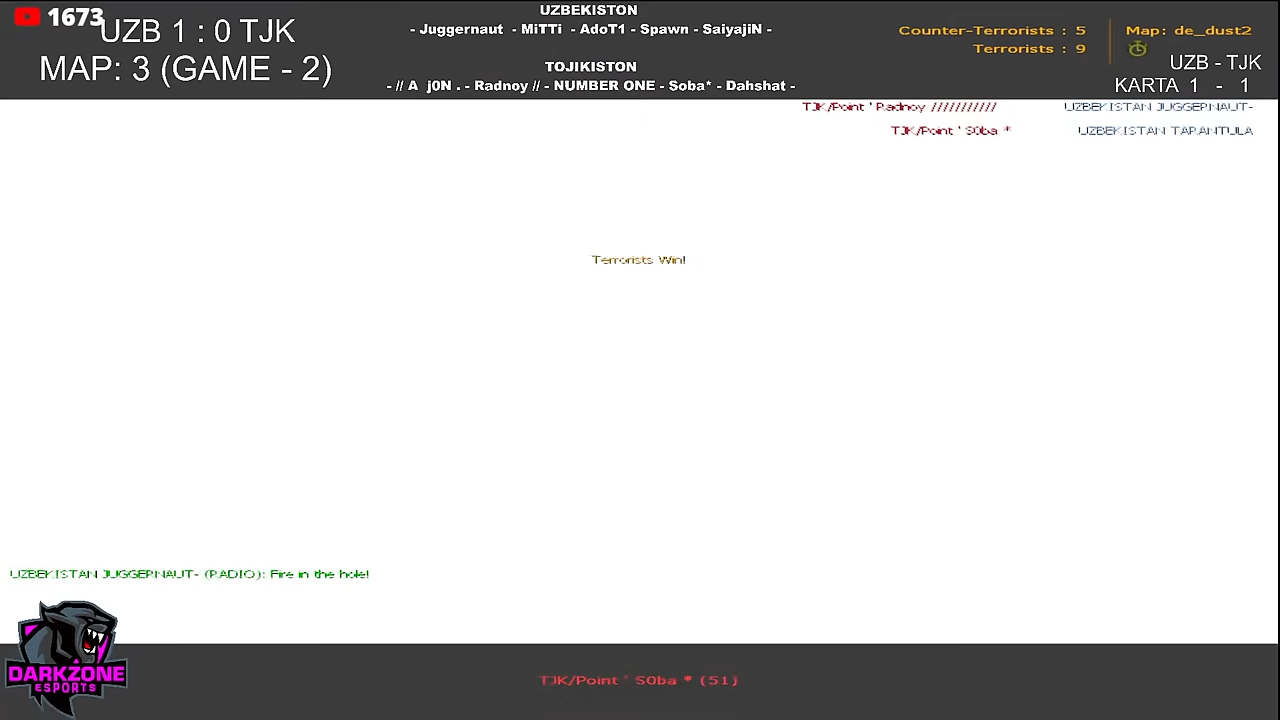 1673
UZB 1 : 0 TJK
MAP: 3 (GAME - 2)
UZBEKISTON
- Juggernaut - MiTTi - AdoT1 - Spawn - SaiyajiN -
TOJIKISTON
- // A j0N . - Radnoy // - NUMBER ONE - Soba* - Dahshat -
Counter-Terrorists : 5
Terrorists : 9
Map: de_dust2
UZB - TJK
KARTA 1 - 1
TJK/Point ' Radnoy /////////// UZBEKISTAN JUGGERNAUT-
TJK/Point ' S0ba * UZBEKISTAN TARANTULA
Terrorists Win!
UZBEKISTAN JUGGERNAUT- (RADIO): Fire in the hole!
DARKZONE
ESPORTS
TJK/Point ' S0ba * (51)